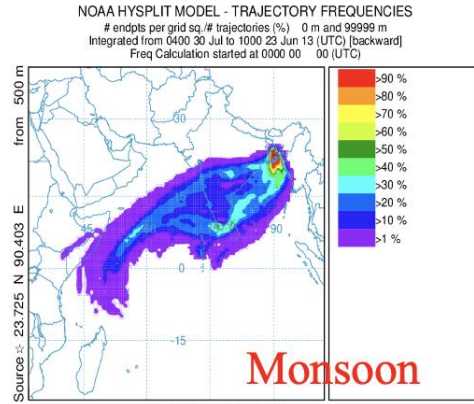 NOAA HYSPLIT MODEL - TRAJECTORY FREQUENCIES
# endpts per grid sq./# trajectories (%) 0 m and 99999 m
Integrated from 0400 30 Jul to 1000 23 Jun 13 (UTC) [backward]
Freq Calculation started at 0000 00 00 (UTC)
Source ☆ 23.725 N 90.403 E from 500 m
30
90
0
-15
>90 %
>80 %
>70 %
>60 %
>50 %
>40 %
>30 %
>20 %
>10 %
>1 %
Monsoon